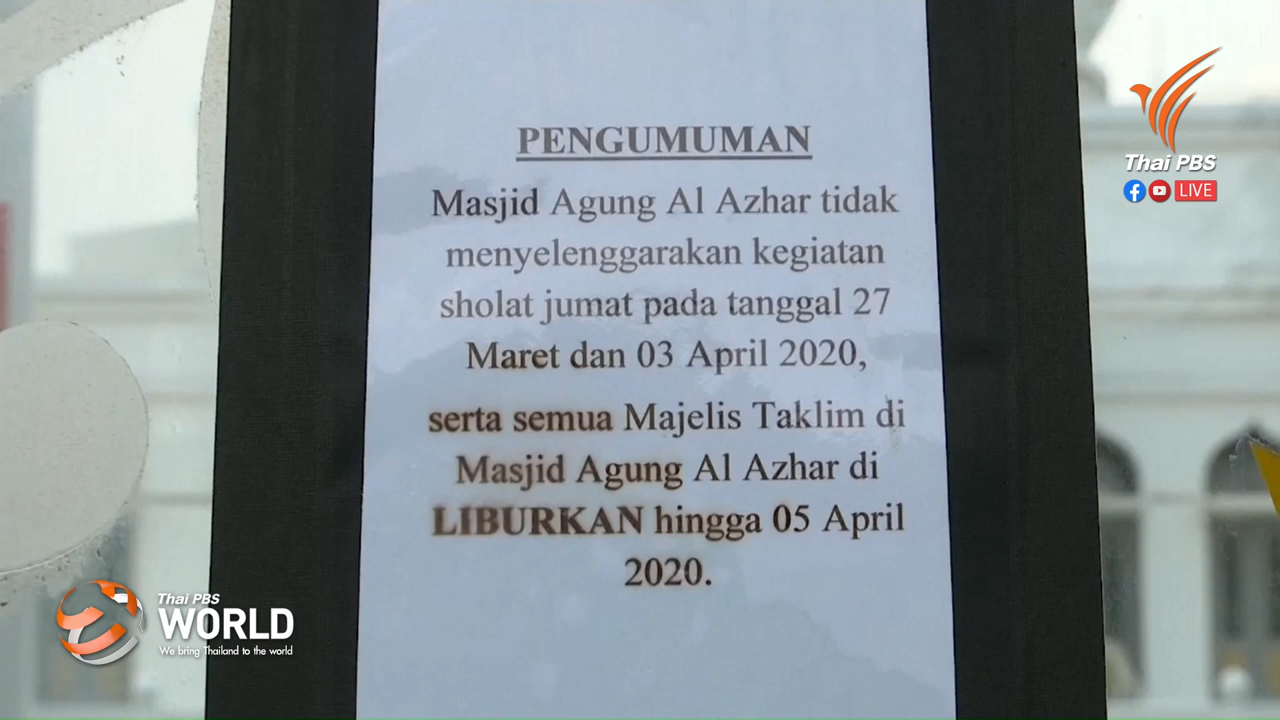 PENGUMUMAN
Masjid Agung Al Azhar tidak
menyelenggarakan kegiatan
sholat jumat pada tanggal 27
Maret dan 03 April 2020,
serta semua Majelis Taklim di
Masjid Agung Al Azhar di
LIBURKAN hingga 05 April
2020.
Thai PBS
LIVE
Thai PBS
WORLD
We bring Thailand to the world